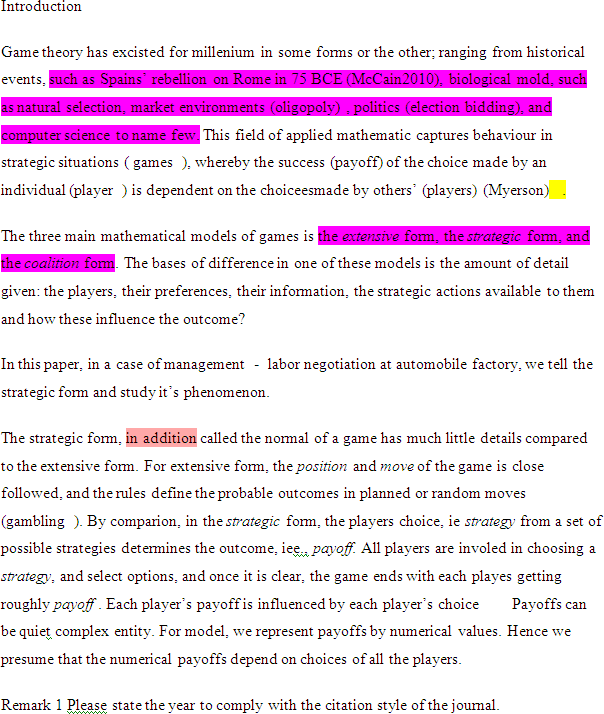 Introduction
Game theory has excisted for millenium in some forms or the other; ranging from historical
events, such as Spains' rebellion on Rome in 75 BCE (McCain2010), biological mold, such
as natural selection, market environments (oligopoly) , politics (election bidding), and
computer science to name few. This field of applied mathematic captures behaviour in
strategic situations ( games ), whereby the success (payoff) of the choice made by an
individual (player ) is dependent on the choiceesmade by others' (players) (Myerson) .
The three main mathematical models of games is the extensive form, the strategic form, and
the coalition form. The bases of difference in one of these models is the amount of detail
given: the players, their preferences, their information, the strategic actions available to them
and how these influence the outcome?
In this paper, in a case of management - labor negotiation at automobile factory, we tell the
strategic form and study it's phenomenon.
The strategic form, in addition called the normal of a game has much little details compared
to the extensive form. For extensive form, the position and move of the game is close
followed, and the rules define the probable outcomes in planned or random moves
(gambling ). By comparion, in the strategic form, the players choice, ie strategy from a set of
possible strategies determines the outcome, iee,., payoff. All players are involed in choosing a
strategy, and select options, and once it is clear, the game ends with each playes getting
roughly payoff . Each player's payoff is influenced by each player's choice Payoffs can
be quiet complex entity. For model, we represent payoffs by numerical values. Hence we
presume that the numerical payoffs depend on choices of all the players.
Remark 1 Please state the year to comply with the citation style of the journal.